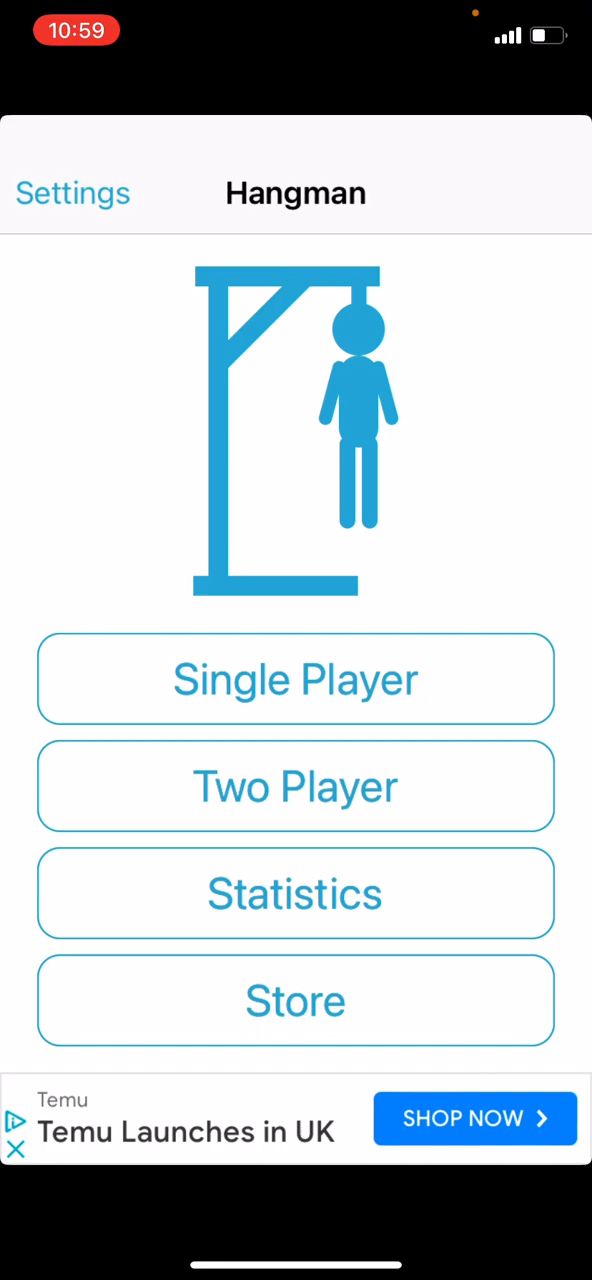 10:59
Settings
Hangman
Single Player
Two Player
Statistics
Store
Temu
Temu Launches in UK
SHOP NOW